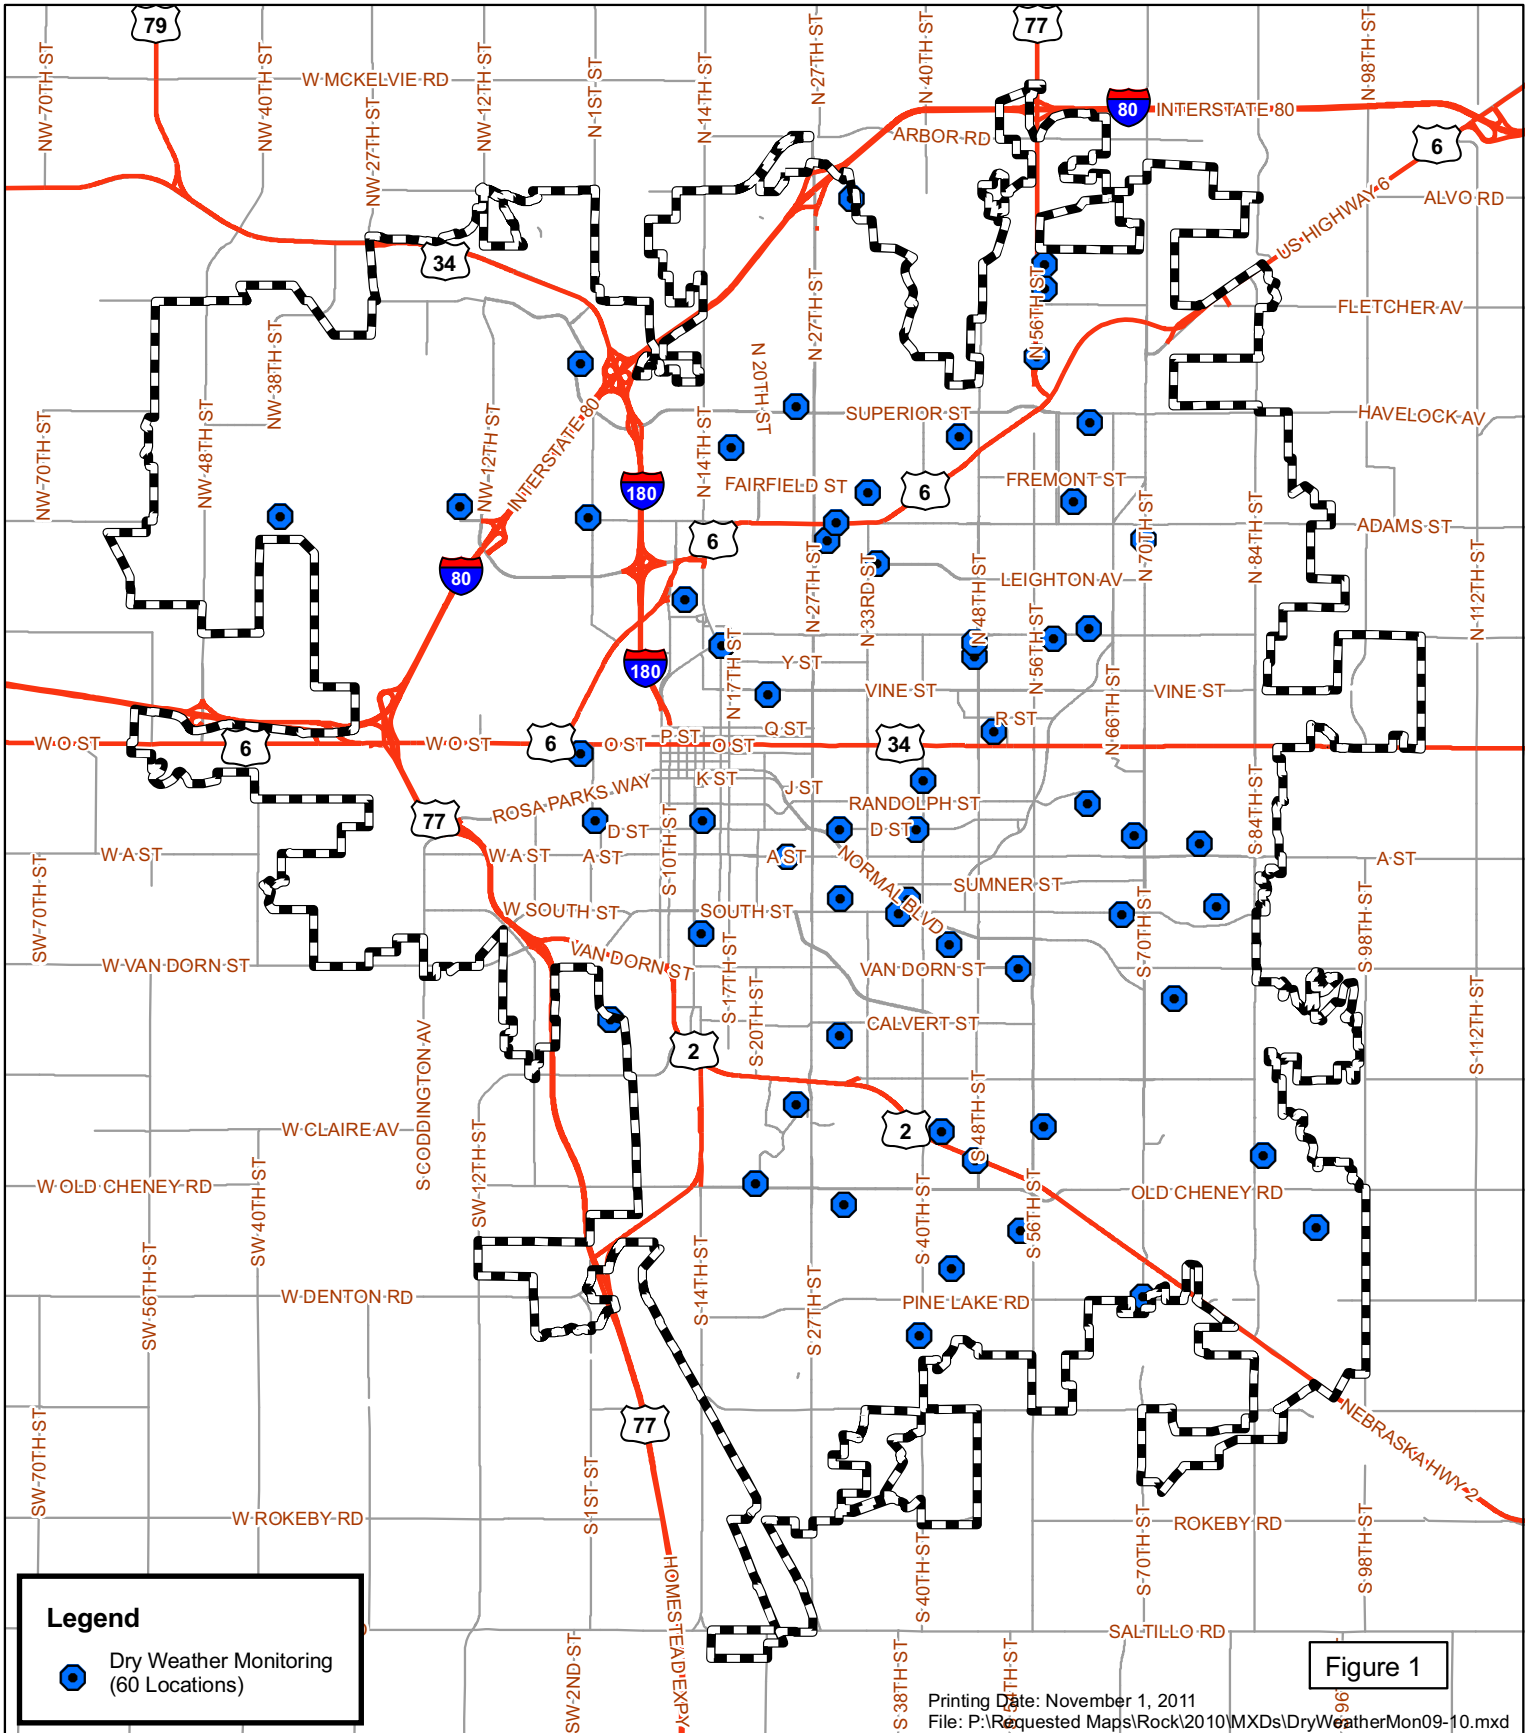 79
77
NW 70TH ST
NW 40TH ST
W MCKELVIE RD
NW 27TH ST
NW 12TH ST
N 1ST ST
N 14TH ST
N 27TH ST
N 40TH ST
N 98TH ST
80
INTERSTATE 80
ARBOR RD
6
US HIGHWAY 6
ALVO RD
34
FLETCHER AV
N 27TH ST
N 56TH ST
NW 38TH ST
N 20TH ST
SUPERIOR ST
HAVELOCK AV
NW 70TH ST
NW 48TH ST
NW 12TH ST
INTERSTATE 80
N 14TH ST
180
FAIRFIELD ST
6
FREMONT ST
6
ADAMS ST
N 70TH ST
N 84TH ST
80
N 27TH ST
N 33RD ST
N 48TH ST
LEIGHTON AV
N 112TH ST
N 56TH ST
180
N 17TH ST
Y ST
VINE ST
N 66TH ST
VINE ST
R ST
W O ST
6
W O ST
6
O ST
P ST
O ST
Q ST
34
K ST
J ST
ROSA PARKS WAY
RANDOLPH ST
77
D ST
D ST
S 84TH ST
W A ST
W A ST
A ST
S 10TH ST
A ST
NORMAL BLVD
A ST
SW 70TH ST
SUMNER ST
W SOUTH ST
SOUTH ST
S 70TH ST
S 98TH ST
W VAN DORN ST
VAN DORN ST
S 17TH ST
VAN DORN ST
S 20TH ST
CALVERT ST
S 112TH ST
S CODDINGTON AV
2
2
S 48TH ST
W CLAIRE AV
SW 12TH ST
W OLD CHENEY RD
SW 40TH ST
S 40TH ST
S 56TH ST
OLD CHENEY RD
SW 56TH ST
S 14TH ST
S 27TH ST
W DENTON RD
PINE LAKE RD
77
NEBRASKA HWY 2
SW 70TH ST
S 1ST ST
W ROKEBY RD
ROKEBY RD
S 40TH ST
S 70TH ST
S 98TH ST
HOMESTEAD EXPY
SALTILLO RD
SW 2ND ST
S 38TH ST
S 54TH ST
Legend
Dry Weather Monitoring
(60 Locations)
Figure 1
Printing Date: November 1, 2011
File: P:\Requested Maps\Rock\2010\MXDs\DryWeatherMon09-10.mxd